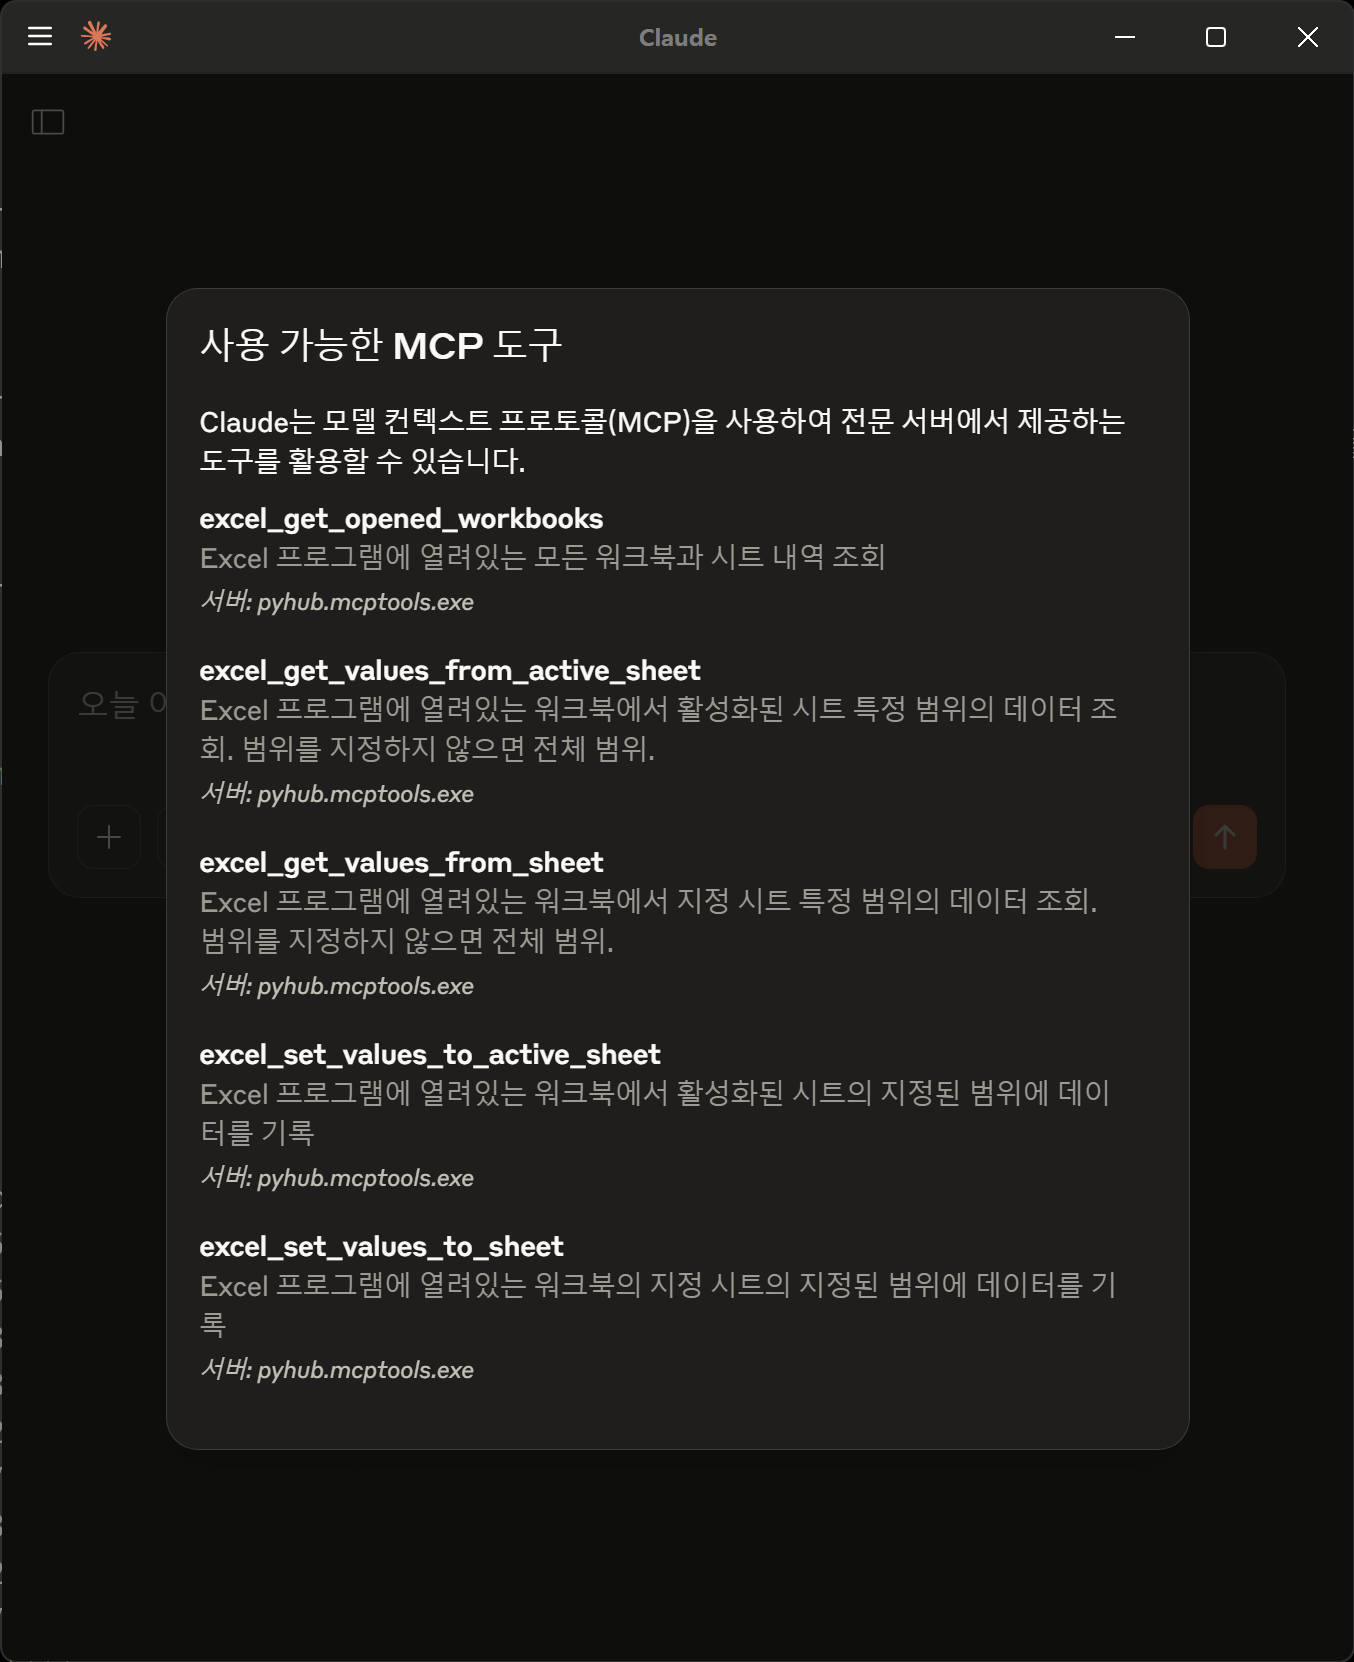 Claude
사용 가능한 MCP 도구
Claude는 모델 컨텍스트 프로토콜(MCP)을 사용하여 전문 서버에서 제공하는
도구를 활용할 수 있습니다.
excel_get_opened_workbooks
Excel 프로그램에 열려있는 모든 워크북과 시트 내역 조회
서버: pyhub.mcptools.exe
excel_get_values_from_active_sheet
Excel 프로그램에 열려있는 워크북에서 활성화된 시트 특정 범위의 데이터 조
회. 범위를 지정하지 않으면 전체 범위.
서버: pyhub.mcptools.exe
excel_get_values_from_sheet
Excel 프로그램에 열려있는 워크북에서 지정 시트 특정 범위의 데이터 조회.
범위를 지정하지 않으면 전체 범위.
서버: pyhub.mcptools.exe
excel_set_values_to_active_sheet
Excel 프로그램에 열려있는 워크북에서 활성화된 시트의 지정된 범위에 데이
터를 기록
서버: pyhub.mcptools.exe
excel_set_values_to_sheet
Excel 프로그램에 열려있는 워크북의 지정 시트의 지정된 범위에 데이터를 기
록
서버: pyhub.mcptools.exe
오늘